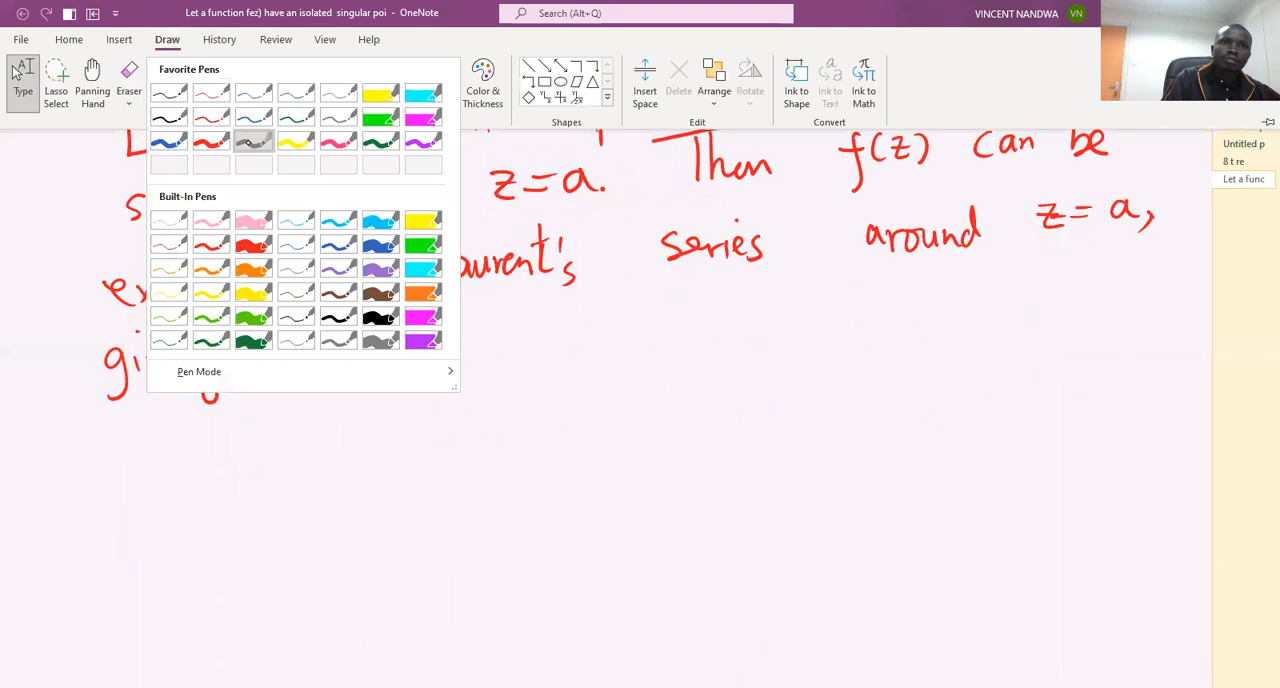 Let a function fez) have an isolated singular poi - OneNote
Search (Alt+Q)
VINCENT NANDWA
VN
File Home Insert Draw History Review View Help
Type
Lasso Select
Panning Hand
Eraser
Favorite Pens
Built-In Pens
Pen Mode
Color & Thickness
Shapes
Insert Space
Delete
Arrange
Rotate
Edit
Ink to Shape
Ink to Text
Ink to Math
Convert
Untitled p
8 t re
Let a func
z = a. Then f(z) can be
series around z = a,